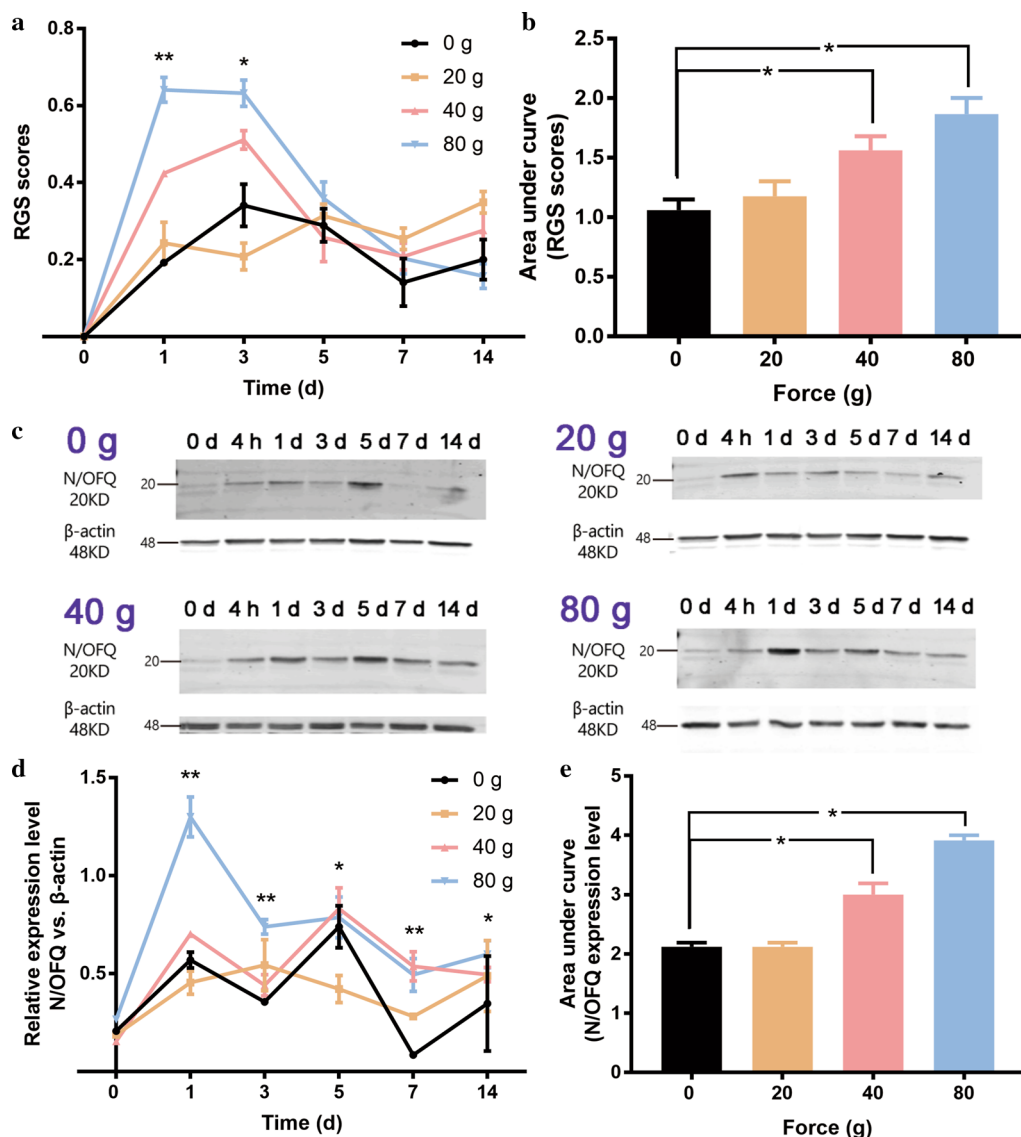 a
RGS scores
0.8
0.6
0.4
0.2
**
*
0 g
20 g
40 g
80 g
0
1
3
5
7
14
Time (d)
b
Area under curve
(RGS scores)
2.5
2.0
1.5
1.0
0.5
0.0
*
*
0
20
40
80
Force (g)
c
0 g
0 d 4 h 1 d 3 d 5 d 7 d 14 d
N/OFQ
20KD
20
β-actin
48KD
48
20 g
0 d 4 h 1 d 3 d 5 d 7 d 14 d
N/OFQ
20KD
20
β-actin
48KD
48
40 g
0 d 4 h 1 d 3 d 5 d 7 d 14 d
N/OFQ
20KD
20
β-actin
48KD
48
80 g
0 d 4 h 1 d 3 d 5 d 7 d 14 d
N/OFQ
20KD
20
β-actin
48KD
48
d
Relative expression level
N/OFQ vs. β-actin
1.5
1.0
0.5
**
**
*
**
*
0 g
20 g
40 g
80 g
0
1
3
5
7
14
Time (d)
e
Area under curve
(N/OFQ expression level)
5
4
3
2
1
0
*
*
0
20
40
80
Force (g)